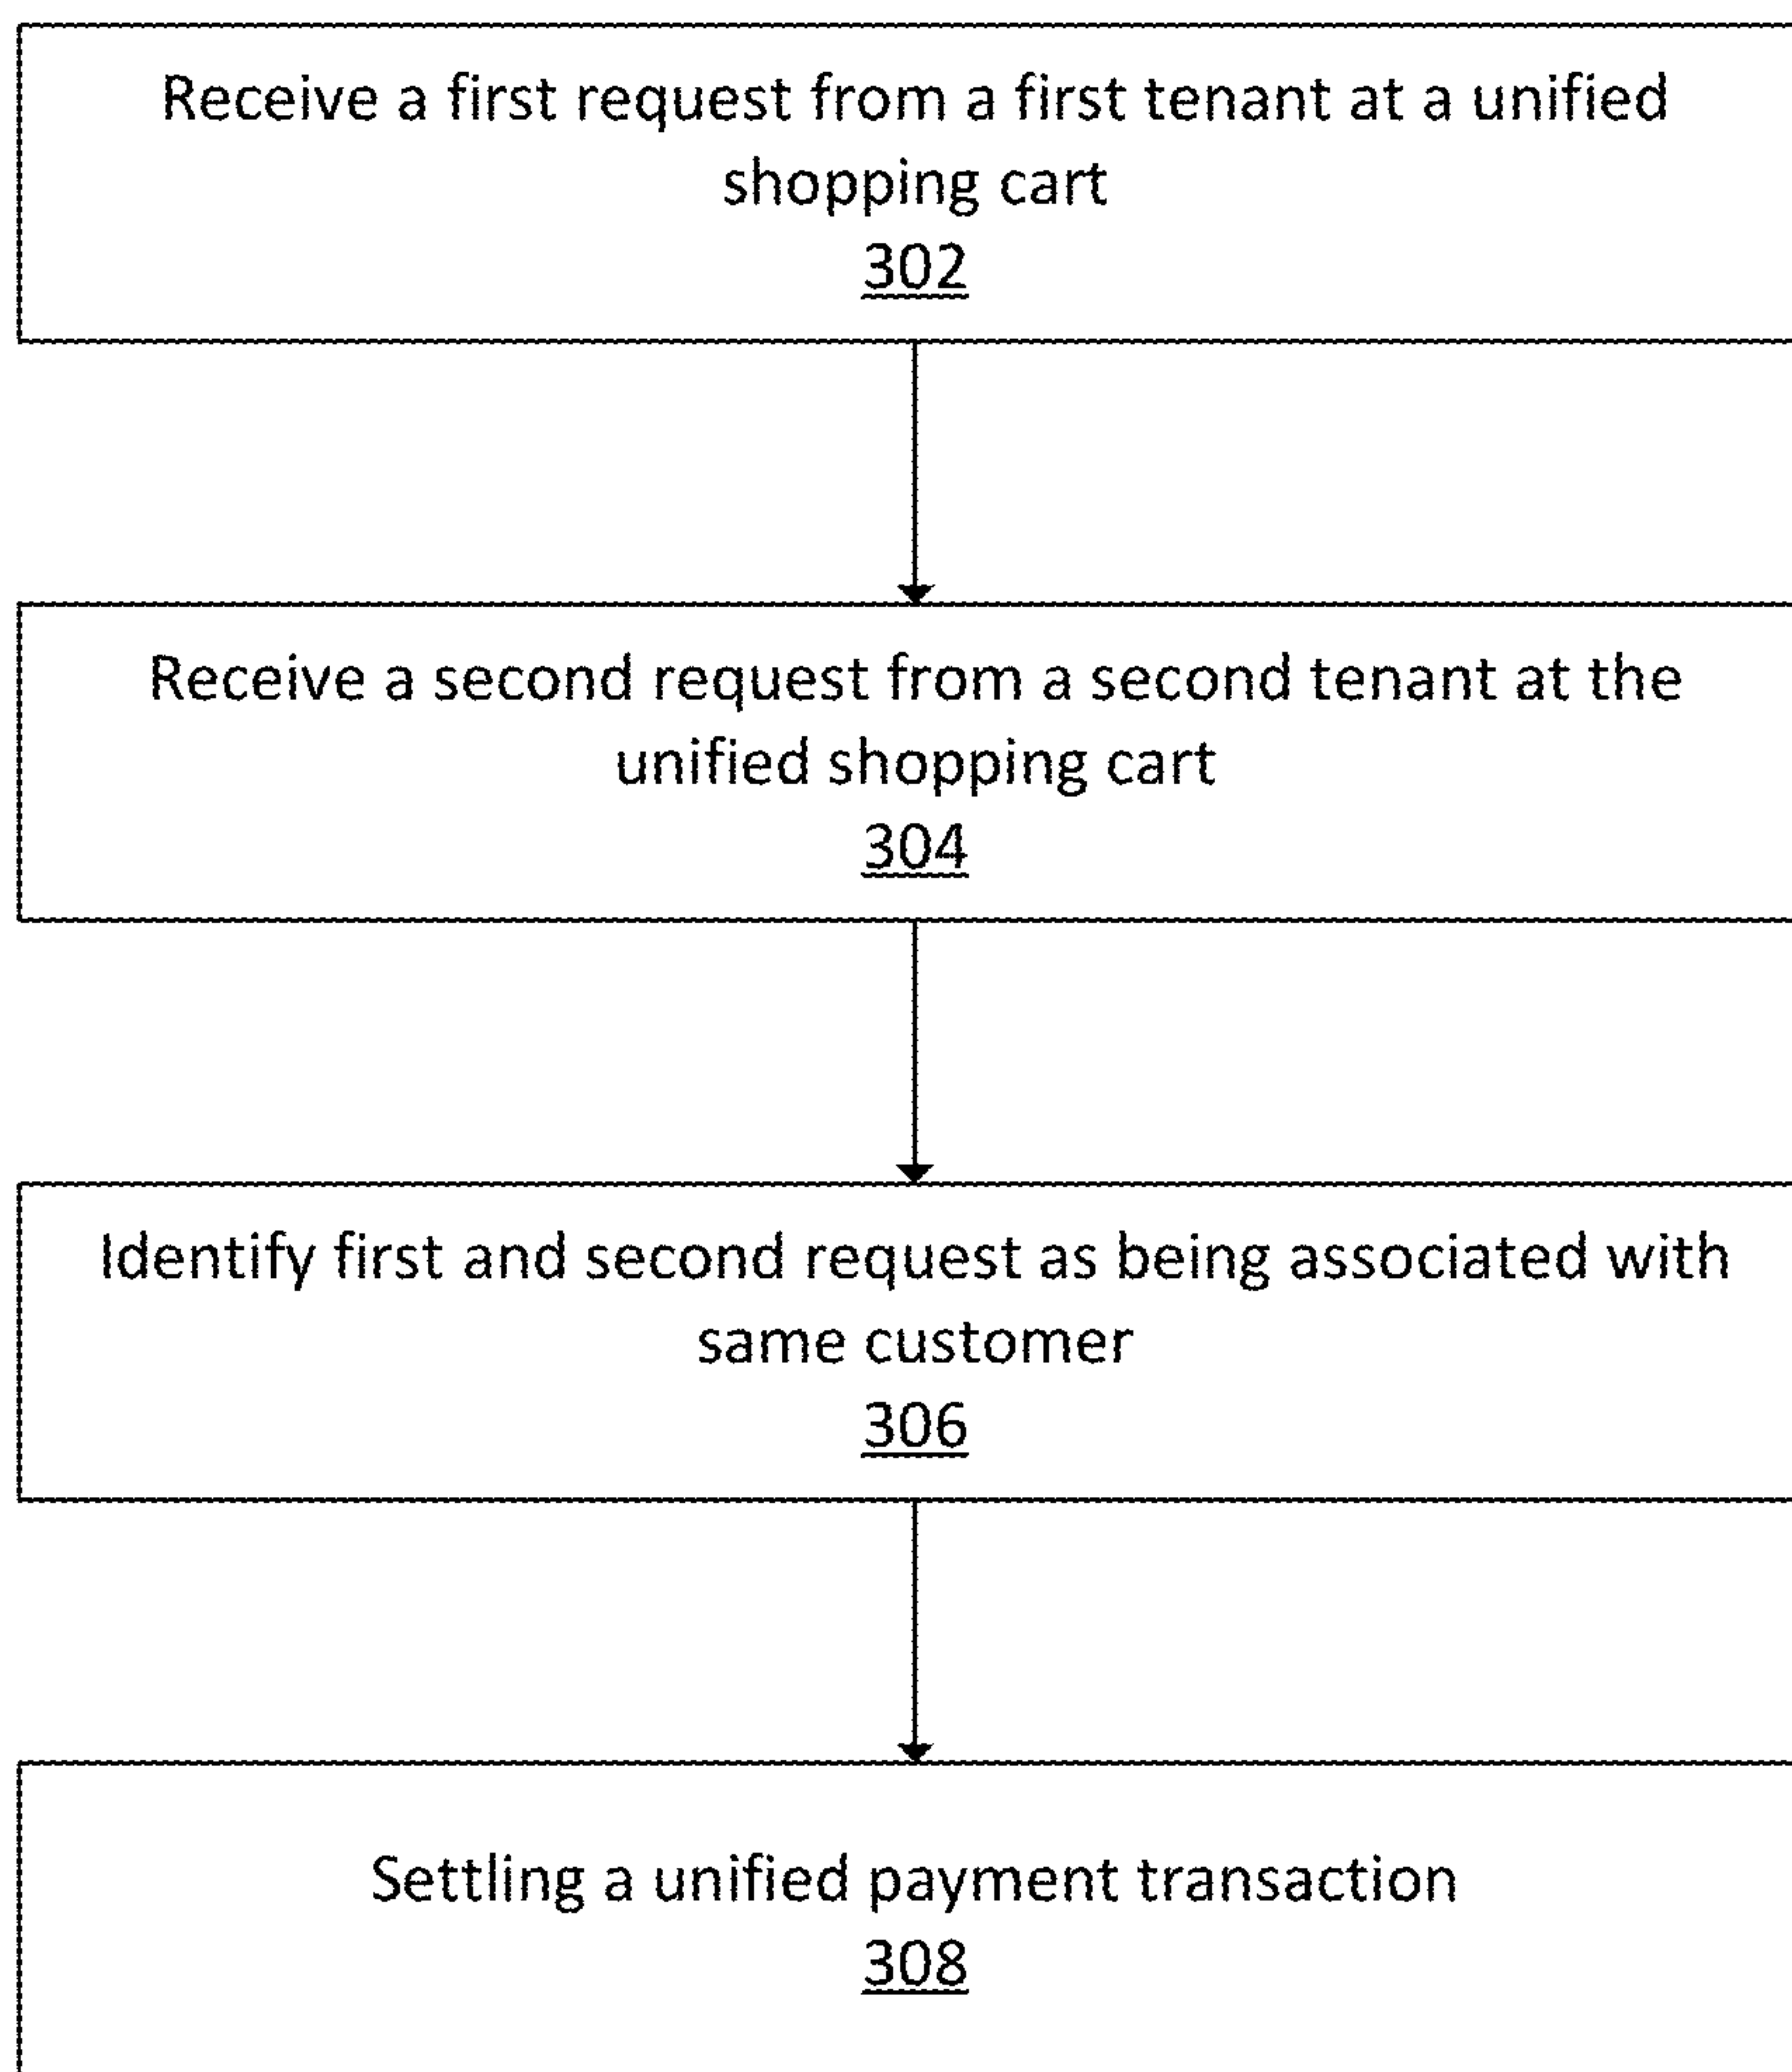 Receive a first request from a first tenant at a unified
shopping cart
302
Receive a second request from a second tenant at the
unified shopping cart
304
Identify first and second request as being associated with
same customer
306
Settling a unified payment transaction
308